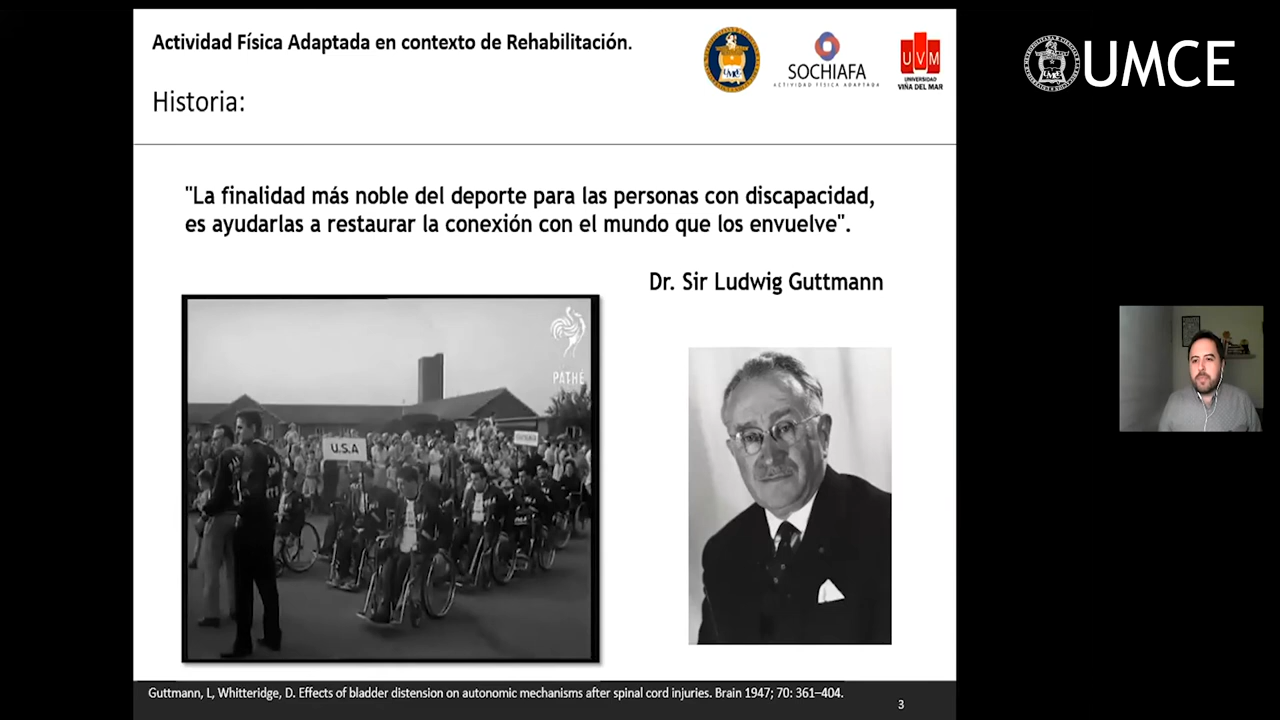 Actividad Física Adaptada en contexto de Rehabilitación.
Historia:
SOCHIAFA
ACTIVIDAD FÍSICA ADAPTADA
UVM
UNIVERSIDAD
VIÑA DEL MAR
UMCE
"La finalidad más noble del deporte para las personas con discapacidad,
es ayudarlas a restaurar la conexión con el mundo que los envuelve".
Dr. Sir Ludwig Guttmann
PATHÉ
U.S.A
Guttmann, L, Whitteridge, D. Effects of bladder distension on autonomic mechanisms after spinal cord injuries. Brain 1947; 70: 361–404.
3